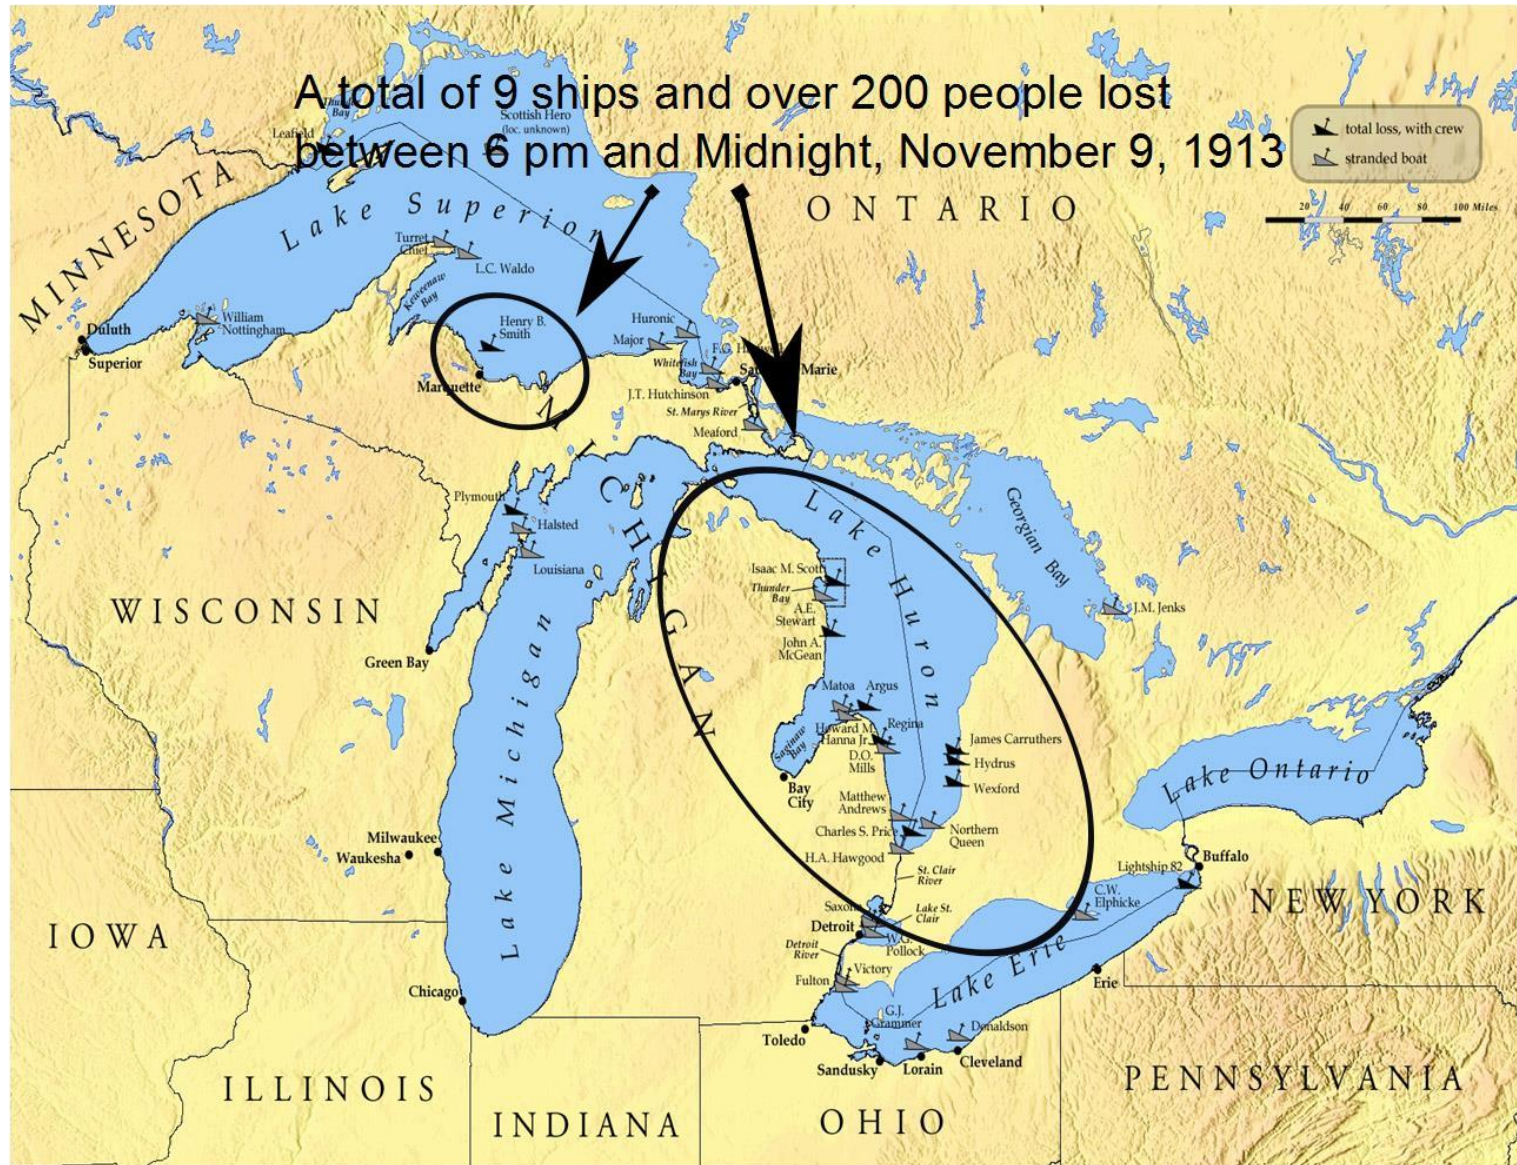 A total of 9 ships and over 200 people lost
between 6 pm and Midnight, November 9, 1913
Thunder
Bay
Leafield
Scottish Hero
(loc. unknown)
total loss, with crew
stranded boat
20 40 60 80 100 Miles
MINNESOTA
Lake Superior
ONTARIO
Turret
Chief
L.C. Waldo
Keweenaw
Bay
William
Nottingham
Duluth
Superior
Henry B.
Smith
Marquette
Huronic
Major
Whitefish
Bay
J.T. Hutchinson
Marie
St. Marys River
Meaford
MICHIGAN
Plymouth
Halsted
Louisiana
WISCONSIN
Green Bay
Lake Michigan
Lake Huron
Georgian Bay
Isaac M. Scott
Thunder
Bay
A.E.
Stewart
John A.
McGean
J.M. Jenks
Matoa
Argus
Howard M.
Hanna Jr.
Regina
D.O.
Mills
Saginaw
Bay
Bay
City
James Carruthers
Hydrus
Wexford
Matthew
Andrews
Charles S. Price
Northern
Queen
H.A. Hawgood
St. Clair
River
Lake Ontario
Milwaukee
Waukesha
Lightship 82
Buffalo
NEW YORK
C.W.
Elphicke
Saxona
Lake St.
Clair
Detroit
W.G.
Pollock
Detroit
River
Victory
Fulton
Lake Erie
Erie
IOWA
Chicago
G.J.
Grammer
Donaldson
Toledo
Sandusky
Lorain
Cleveland
ILLINOIS
INDIANA
OHIO
PENNSYLVANIA